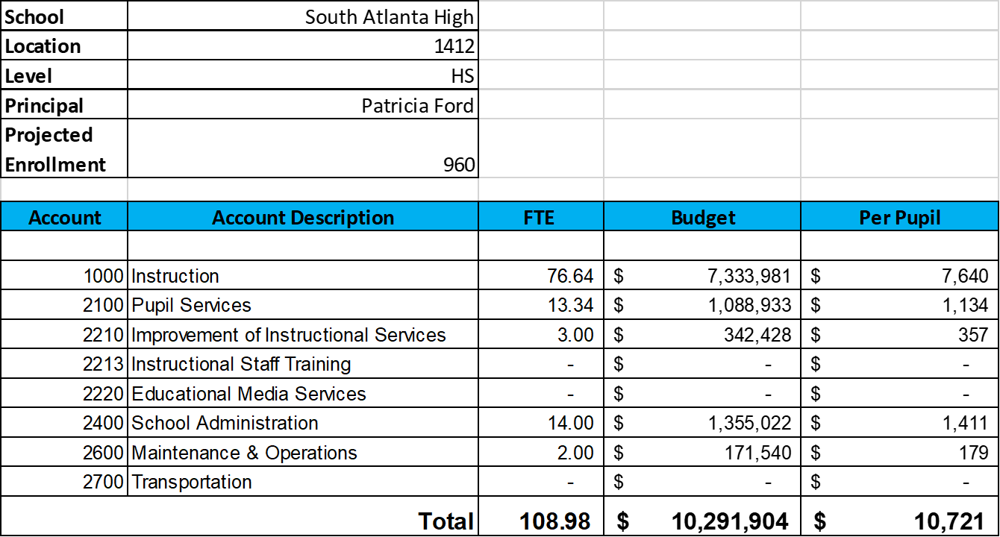 School South Atlanta High
Location 1412
Level HS
Principal Patricia Ford
Projected
Enrollment 960
Account Account Description FTE Budget Per Pupil
1000 Instruction 76.64 $ 7,333,981 $ 7,640
2100 Pupil Services 13.34 $ 1,088,933 $ 1,134
2210 Improvement of Instructional Services 3.00 $ 342,428 $ 357
2213 Instructional Staff Training - $ - $ -
2220 Educational Media Services - $ - $ -
2400 School Administration 14.00 $ 1,355,022 $ 1,411
2600 Maintenance & Operations 2.00 $ 171,540 $ 179
2700 Transportation - $ - $ -
Total 108.98 $ 10,291,904 $ 10,721